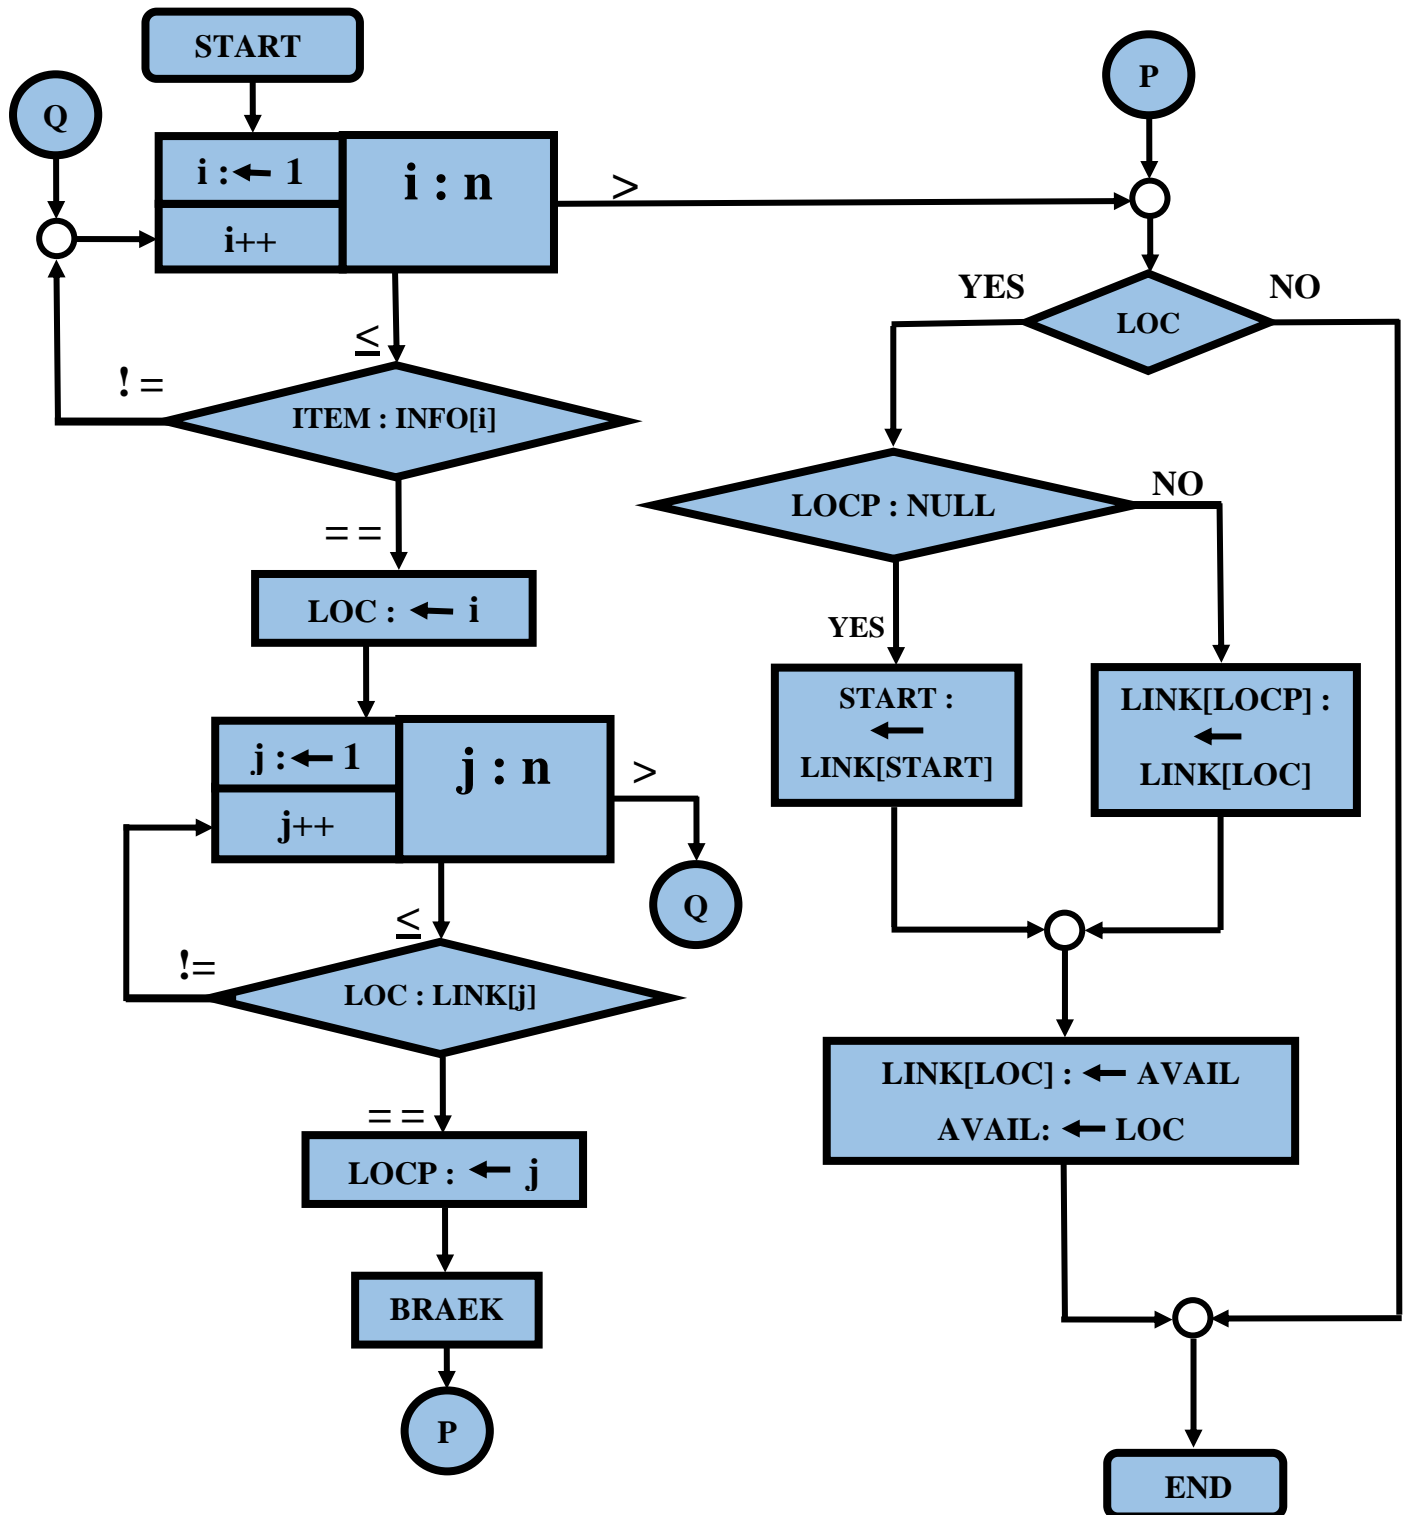 START
Q
i :← 1
i++
i : n
>
≤
! =
ITEM : INFO[i]
= =
LOC : ← i
j :← 1
j++
j : n
>
Q
≤
!=
LOC : LINK[j]
= =
LOCP : ← j
BRAEK
P
P
YES
NO
LOC
LOCP : NULL
NO
YES
START :
←
LINK[START]
LINK[LOCP] :
←
LINK[LOC]
LINK[LOC] : ← AVAIL
AVAIL: ← LOC
END